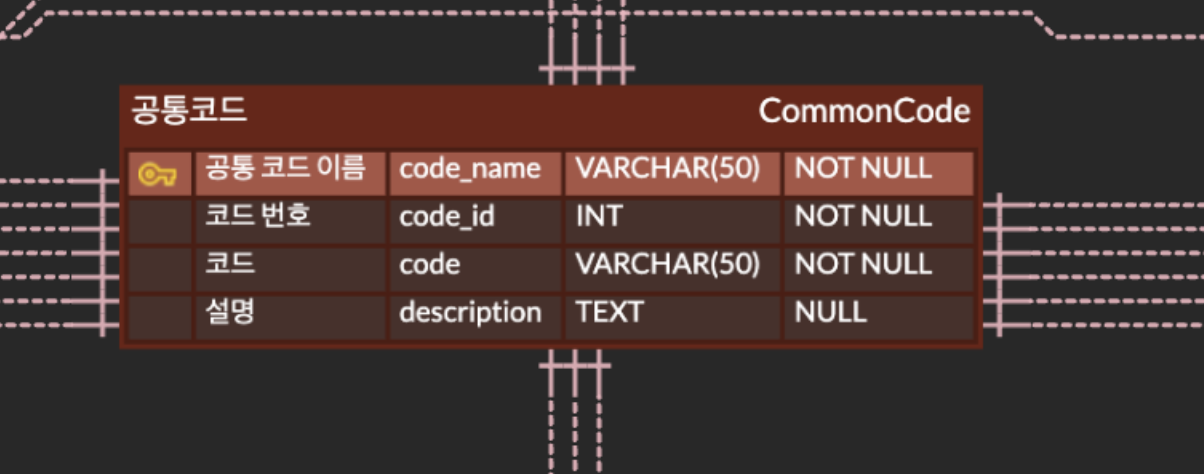 공통코드 CommonCode
공통 코드 이름 code_name VARCHAR(50) NOT NULL
코드 번호 code_id INT NOT NULL
코드 code VARCHAR(50) NOT NULL
설명 description TEXT NULL